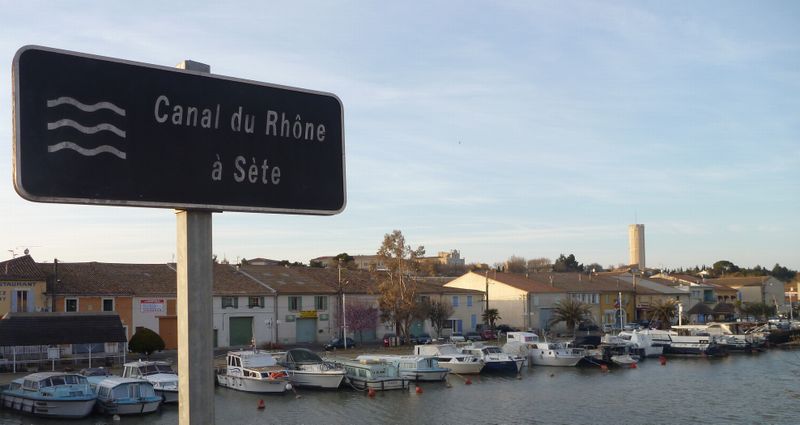 Canal du Rhône
à Sète